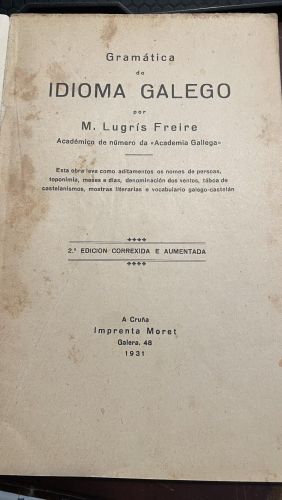 Gramática
do
IDIOMA GALEGO
por
M. Lugrís Freire
Académico de número da «Academia Gallega»
Esta obra leva como aditamentos os nomes de persoas,
toponimia, meses e días, denominación dos ventos, táboa de
castelanismos, mostras literarias e vocabulario galego-castelán
2.ª EDICION CORREXIDA E AUMENTADA
A Cruña
Imprenta Moret
Galera, 48
1931